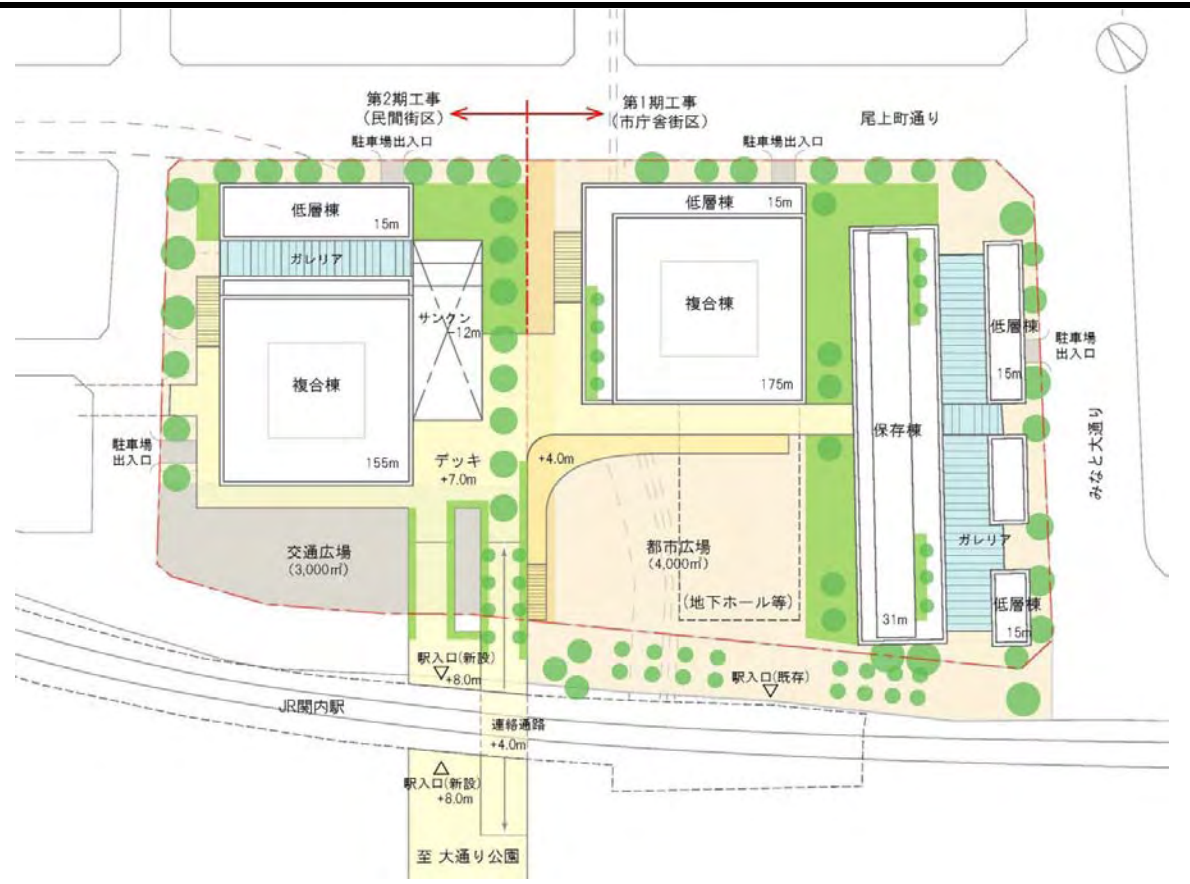 第2期工事
(民間街区)
第1期工事
(市庁舎街区)
尾上町通り
駐車場出入口
駐車場出入口
低層棟
15m
低層棟 15m
ガレリア
サンクン
-12m
複合棟
155m
複合棟
175m
低層棟
15m
駐車場
出入口
保存棟
31m
みなと大通り
駐車場
出入口
デッキ
+7.0m
+4.0m
ガレリア
交通広場
(3,000㎡)
都市広場
(4,000㎡)
(地下ホール等)
低層棟
15m
駅入口(新設)
+8.0m
駅入口(既存)
JR関内駅
連絡通路
+4.0m
駅入口(新設)
+8.0m
至 大通り公園